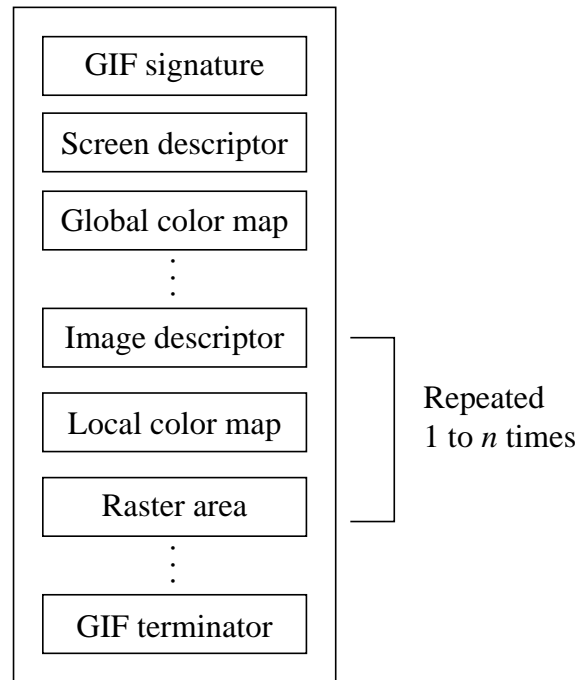 GIF signature
Screen descriptor
Global color map
Image descriptor
Local color map
Raster area
GIF terminator
Repeated
1 to n times